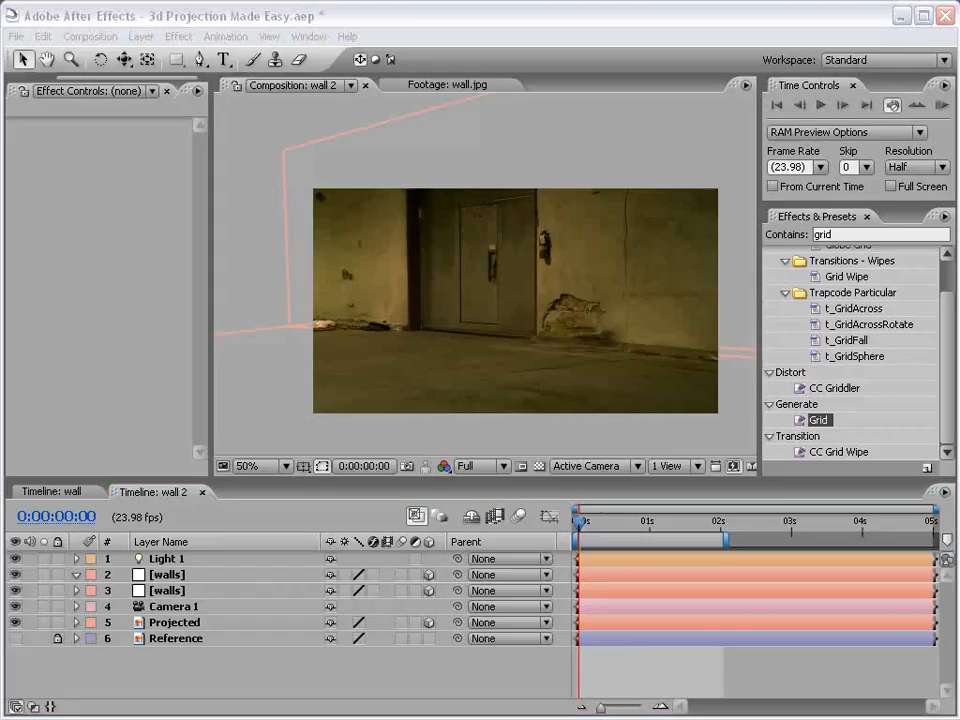 Adobe After Effects - 3d Projection Made Easy.aep *
File Edit Composition Layer Effect Animation View Window Help
T
Workspace: Standard
Effect Controls: (none)
Composition: wall 2
Footage: wall.jpg
Time Controls
RAM Preview Options
Frame Rate Skip Resolution
(23.98) 0 Half
From Current Time Full Screen
Effects & Presets
Contains: grid
Globe Grid
Transitions - Wipes
Grid Wipe
Trapcode Particular
t_GridAcross
t_GridAcrossRotate
t_GridFall
t_GridSphere
Distort
CC Griddler
Generate
Grid
Transition
CC Grid Wipe
50% 0:00:00:00 Full Active Camera 1 View
Timeline: wall
Timeline: wall 2
0:00:00:00 (23.98 fps)
0s 01s 02s 03s 04s 05s
# Layer Name Parent
1 Light 1 None
2 [walls] None
3 [walls] None
4 Camera 1 None
5 Projected None
6 Reference None